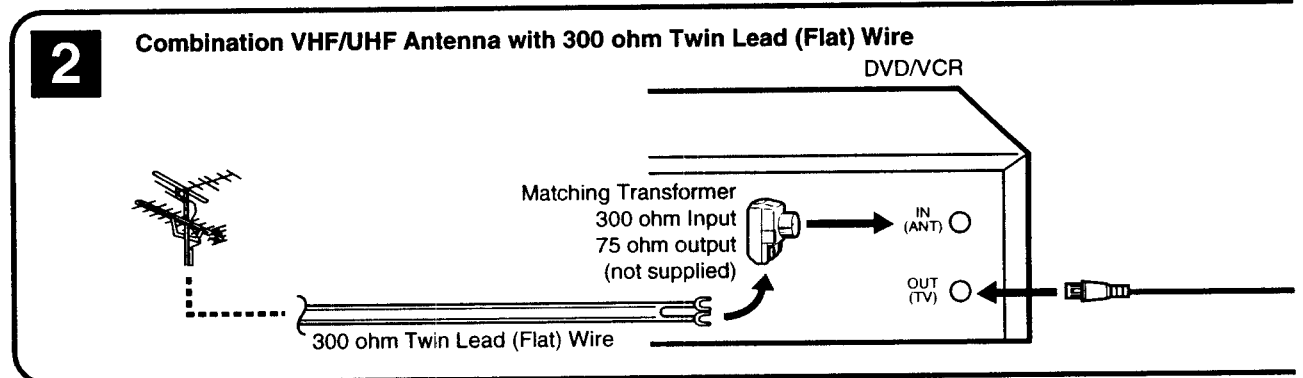 2
Combination VHF/UHF Antenna with 300 ohm Twin Lead (Flat) Wire
DVD/VCR
Matching Transformer
300 ohm Input
75 ohm output
(not supplied)
IN
(ANT)
OUT
(TV)
300 ohm Twin Lead (Flat) Wire